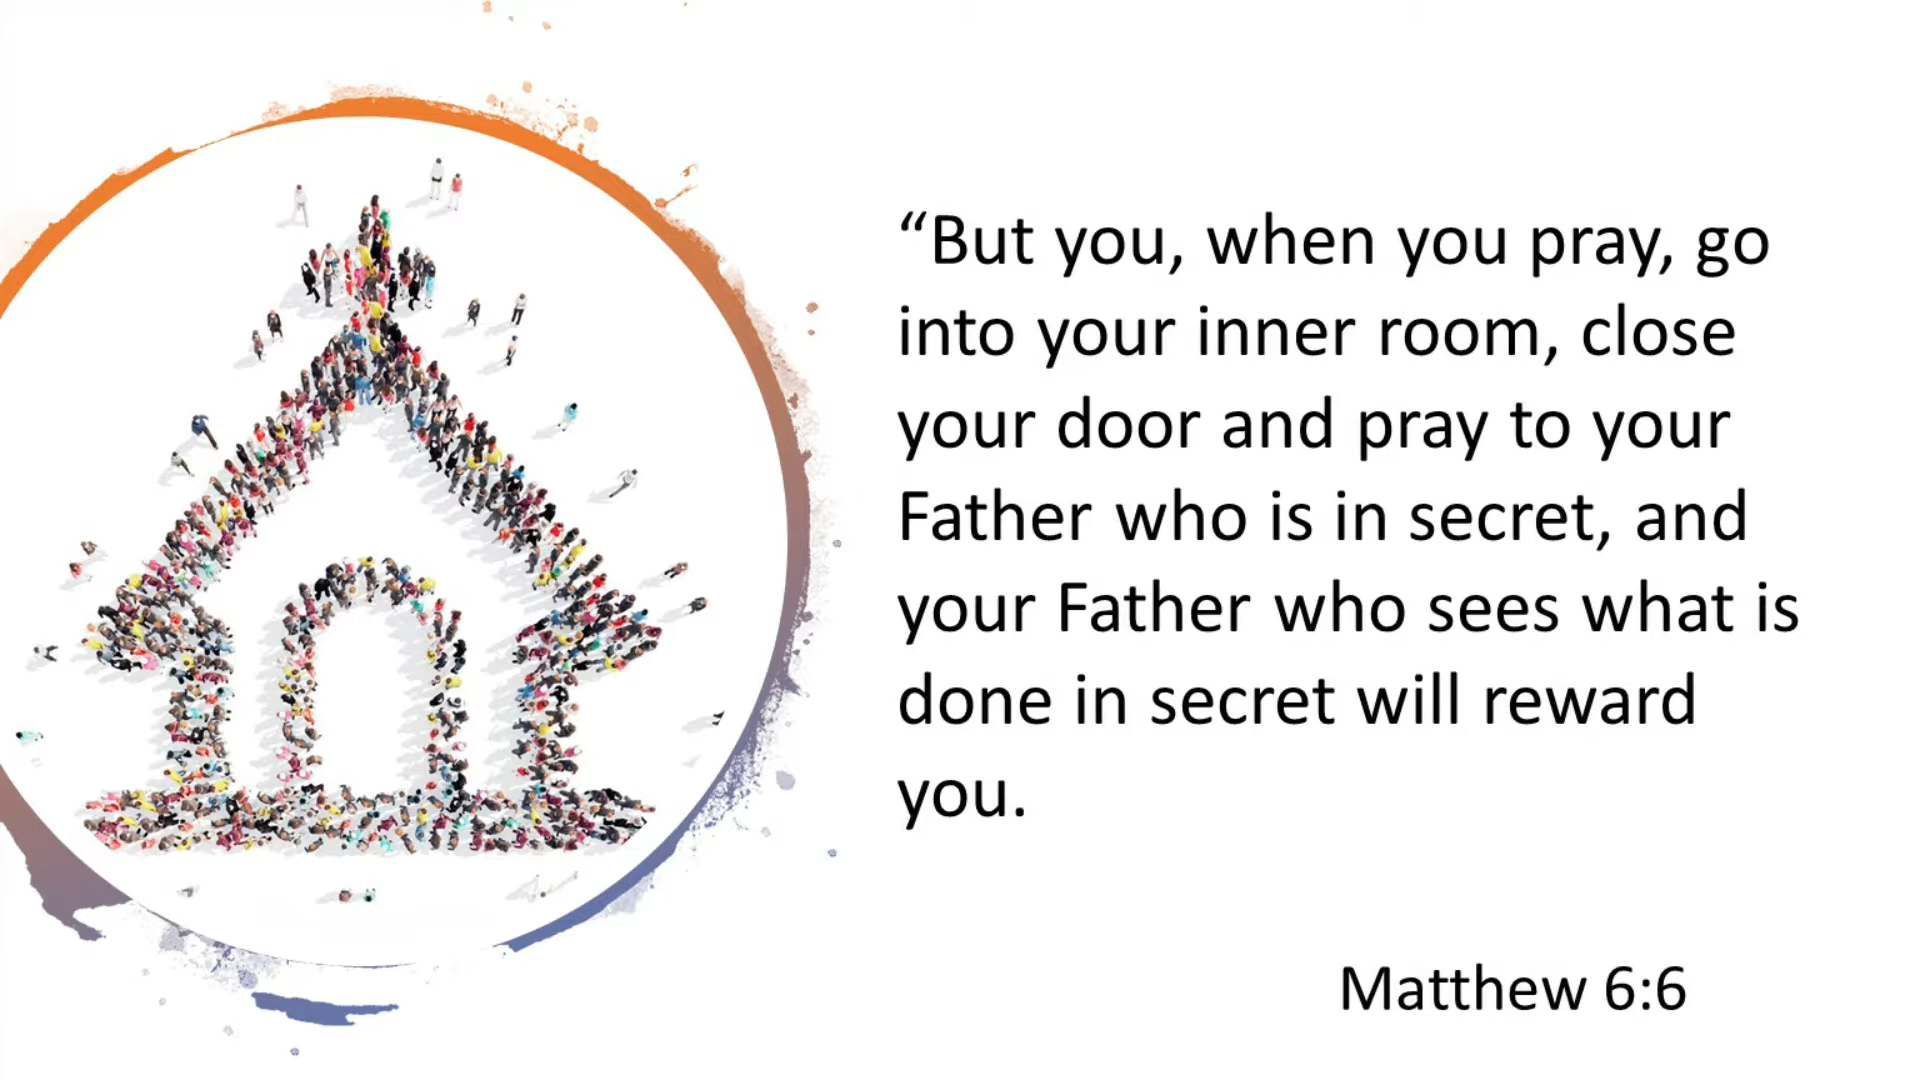 “But you, when you pray, go
into your inner room, close
your door and pray to your
Father who is in secret, and
your Father who sees what is
done in secret will reward
you.
Matthew 6:6